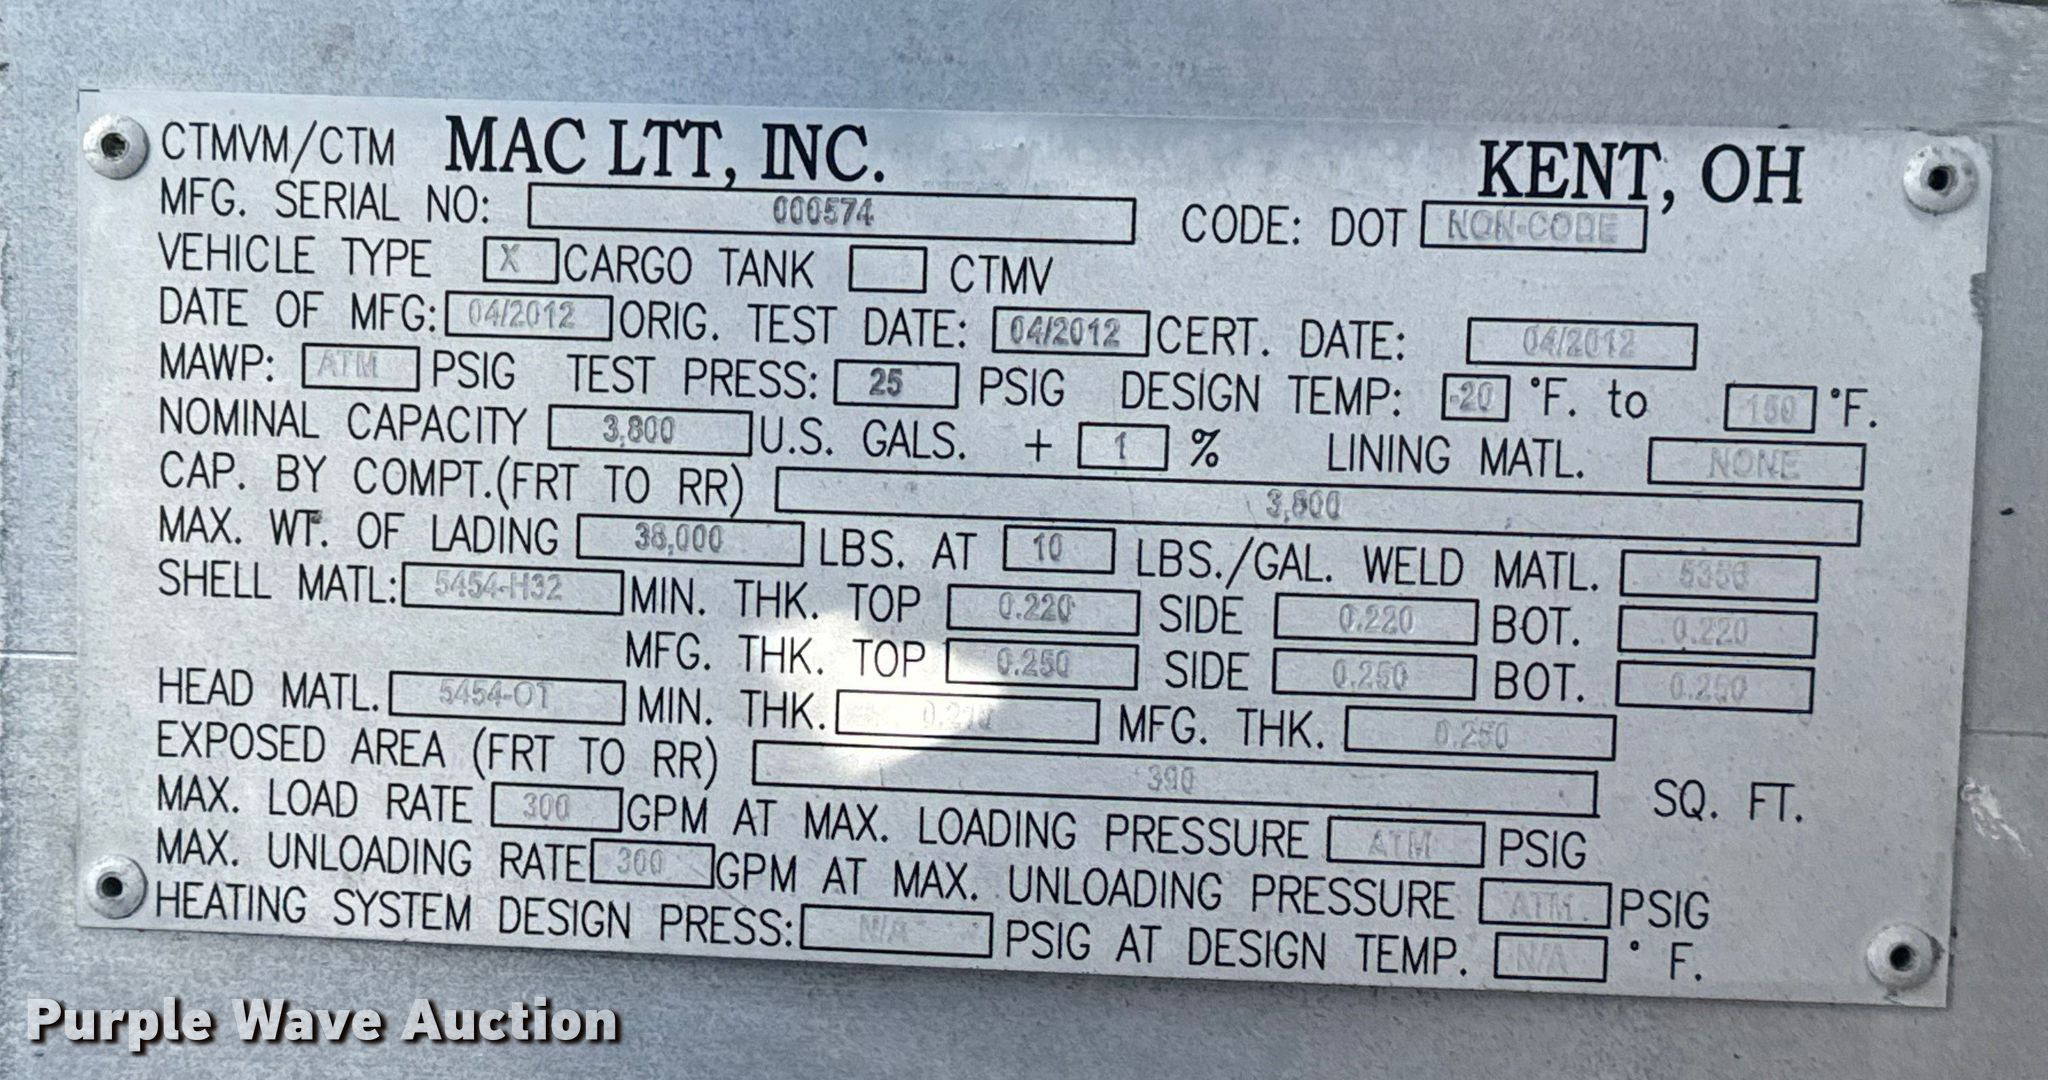 CTMVM/CTM MAC LTT, INC. KENT, OH
MFG. SERIAL NO: 000574 CODE: DOT NON-CODE
VEHICLE TYPE X CARGO TANK CTMV
DATE OF MFG: 04/2012 ORIG. TEST DATE: 04/2012 CERT. DATE: 04/2012
MAWP: ATM PSIG TEST PRESS: 25 PSIG DESIGN TEMP: -20 °F. to 150 °F.
NOMINAL CAPACITY 3,800 U.S. GALS. + 1 % LINING MATL. NONE
CAP. BY COMPT.(FRT TO RR) 3,800
MAX. WT. OF LADING 38,000 LBS. AT 10 LBS./GAL. WELD MATL. 5356
SHELL MATL: 5454-H32 MIN. THK. TOP 0.220 SIDE 0.220 BOT. 0.220
MFG. THK. TOP 0.250 SIDE 0.250 BOT. 0.250
HEAD MATL. 5454-OT MIN. THK. MFG. THK. 0.250
EXPOSED AREA (FRT TO RR) 390 SQ. FT.
MAX. LOAD RATE 300 GPM AT MAX. LOADING PRESSURE ATM PSIG
MAX. UNLOADING RATE 300 GPM AT MAX. UNLOADING PRESSURE ATM PSIG
HEATING SYSTEM DESIGN PRESS: N/A PSIG AT DESIGN TEMP. N/A ° F.
Purple Wave Auction